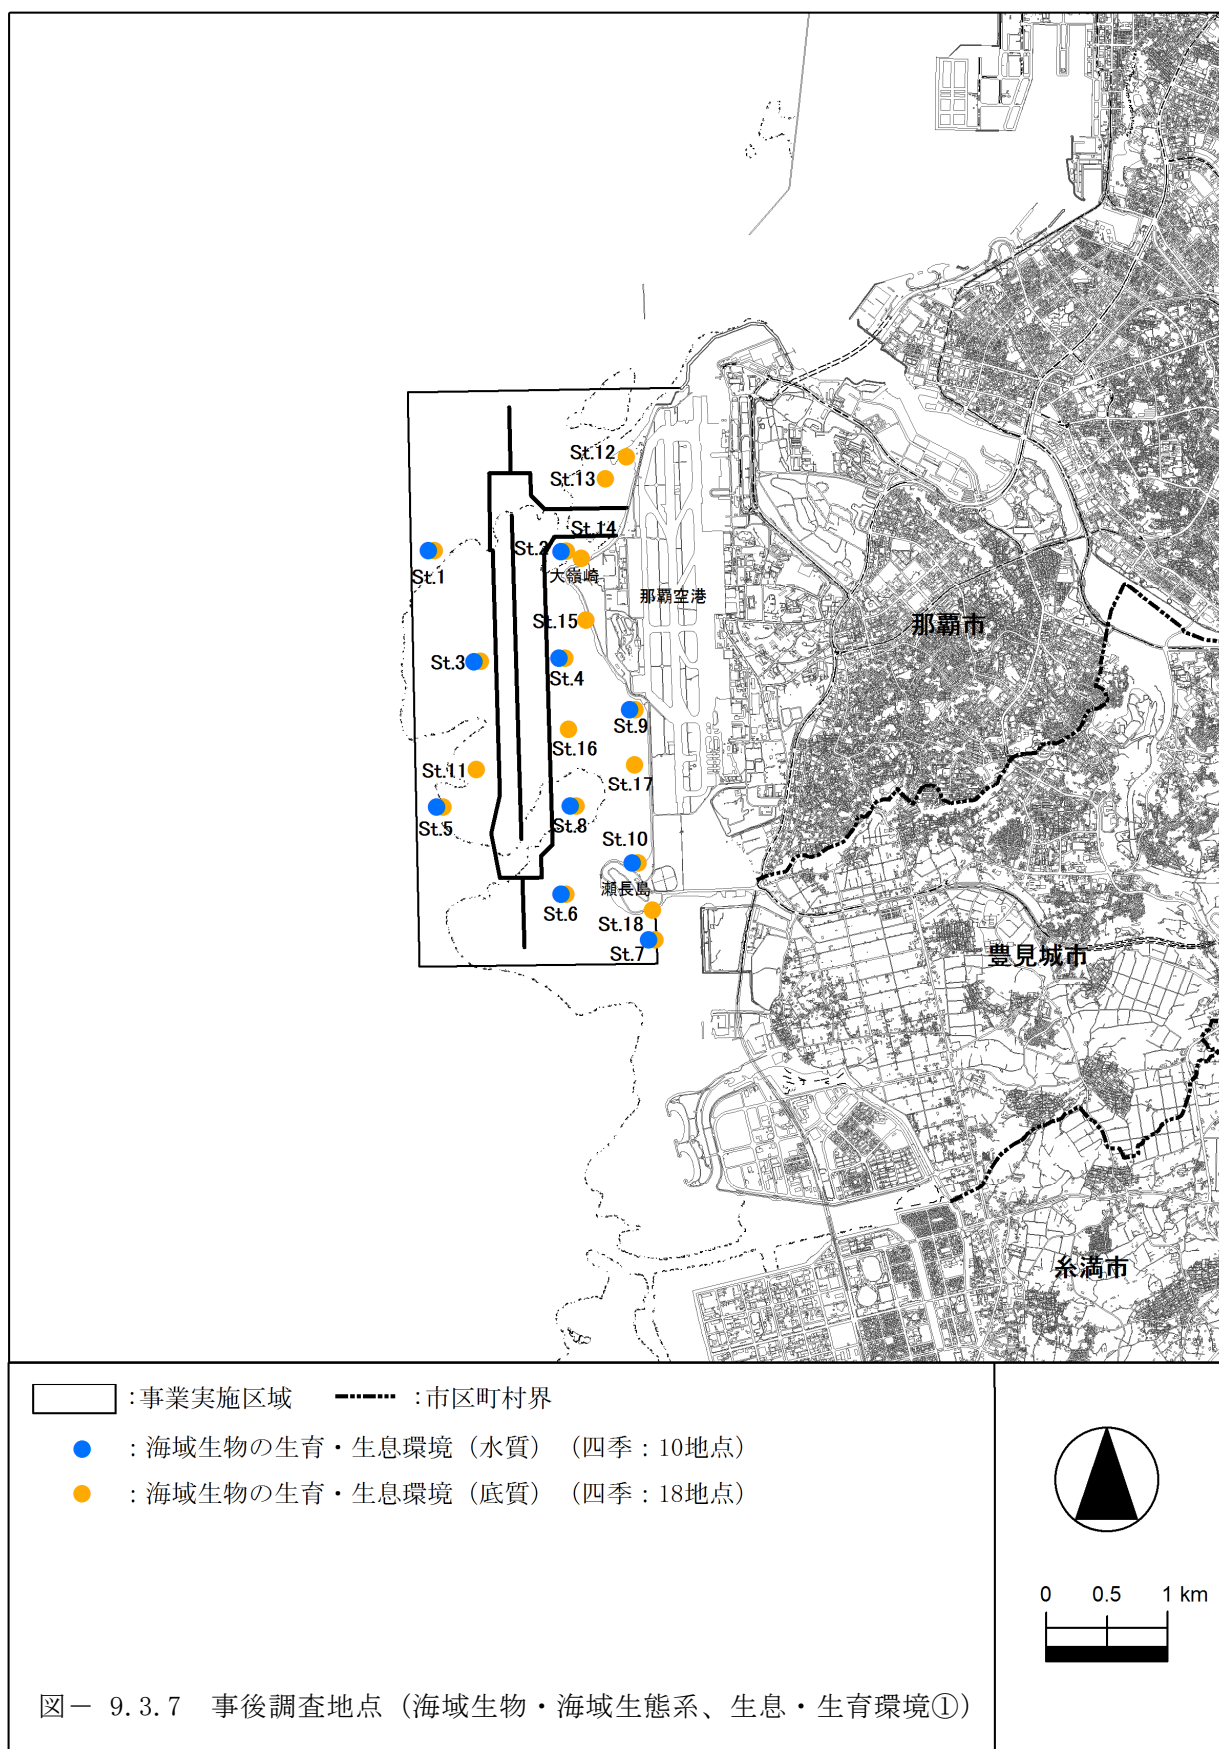 St.12
St.13
St.14
St.2
St.1
大嶺崎
那覇空港
那覇市
St.15
St.3
St.4
St.9
St.16
St.11
St.17
St.5
St.8
St.10
瀬長島
St.6
St.18
St.7
豊見城市
糸満市
：事業実施区域 ：市区町村界
：海域生物の生育・生息環境（水質）（四季：10地点）
：海域生物の生育・生息環境（底質）（四季：18地点）
0 0.5 1 km
図－ 9.3.7 事後調査地点（海域生物・海域生態系、生息・生育環境①）